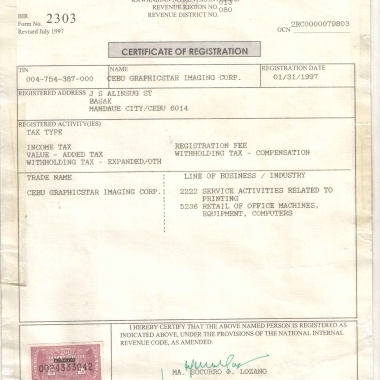 REVENUE REGION NO. 013
REVENUE DISTRICT NO. 080
BIR
Form No. 2303
Revised July 1997
OCN 2RC0000079803
CERTIFICATE OF REGISTRATION
TIN NAME REGISTRATION DATE
004-754-387-000 CEBU GRAPHICSTAR IMAGING CORP. 01/31/1997
REGISTERED ADDRESS J S ALINSUG ST
BASAK
MANDAUE CITY/CEBU 6014
REGISTERED ACTIVITY(IES)
TAX TYPE
INCOME TAX REGISTRATION FEE
VALUE - ADDED TAX WITHHOLDING TAX - COMPENSATION
WITHHOLDING TAX - EXPANDED/OTH
TRADE NAME LINE OF BUSINESS / INDUSTRY
CEBU GRAPHICSTAR IMAGING CORP. 2222 SERVICE ACTIVITIES RELATED TO
PRINTING
5236 RETAIL OF OFFICE MACHINES,
EQUIPMENT, COMPUTERS
I HEREBY CERTIFY THAT THE ABOVE NAMED PERSON IS REGISTERED AS
INDICATED ABOVE, UNDER THE PROVISIONS OF THE NATIONAL INTERNAL
REVENUE CODE, AS AMENDED.
0924333042
MA. SOCORRO S. LOZANO